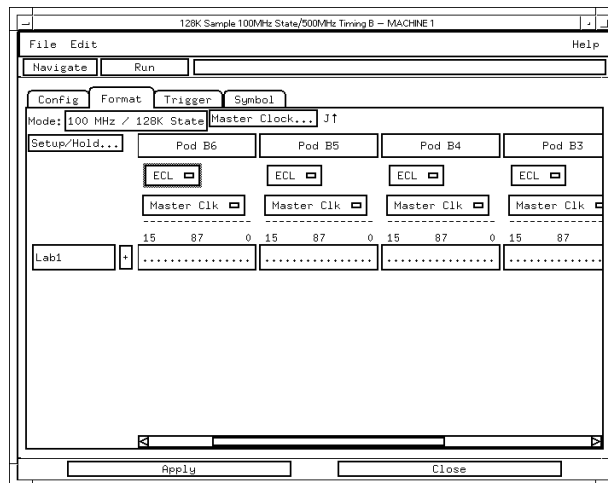 128K Sample 100MHz State/500MHz Timing B – MACHINE 1
File Edit Help
Navigate Run
Config Format Trigger Symbol
Mode: 100 MHz / 128K State Master Clock... J↑
Setup/Hold... Pod B6 Pod B5 Pod B4 Pod B3
ECL ECL ECL ECL
Master Clk Master Clk Master Clk Master Clk
15 87 0 15 87 0 15 87 0 15 87
Lab1 + ................ ................ ................ ..............
Apply Close